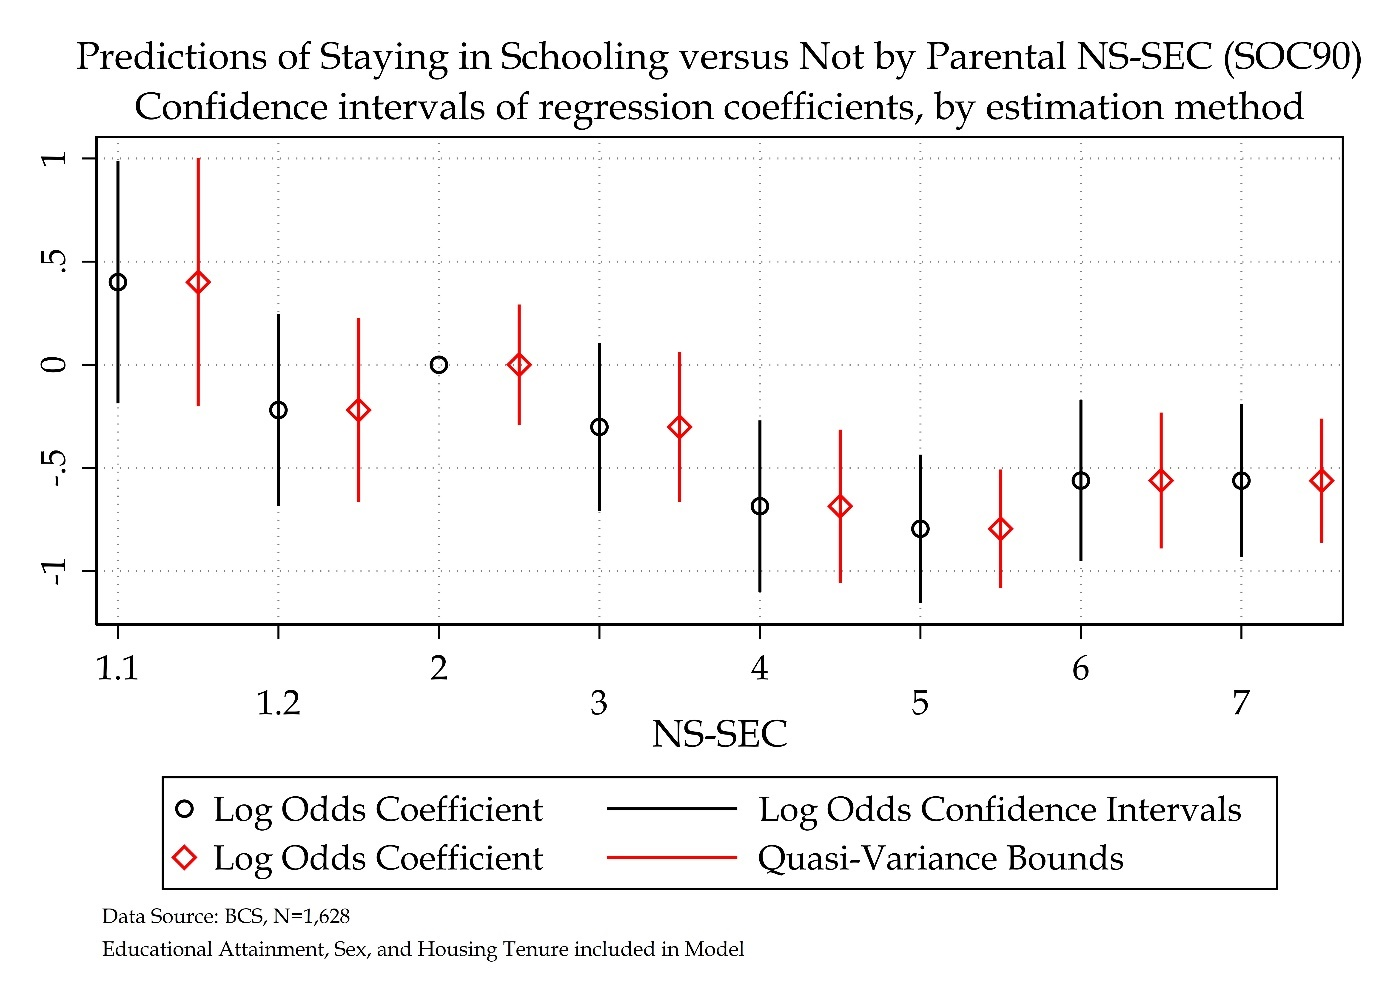 Predictions of Staying in Schooling versus Not by Parental NS-SEC (SOC90)
Confidence intervals of regression coefficients, by estimation method
1
.5
0
-.5
-1
1.1
1.2
2
3
4
5
6
7
NS-SEC
Log Odds Coefficient
Log Odds Confidence Intervals
Log Odds Coefficient
Quasi-Variance Bounds
Data Source: BCS, N=1,628
Educational Attainment, Sex, and Housing Tenure included in Model